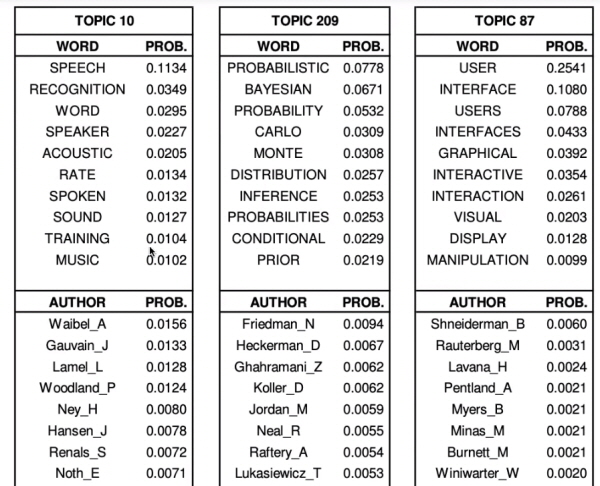 TOPIC 10
WORD PROB.
SPEECH 0.1134
RECOGNITION 0.0349
WORD 0.0295
SPEAKER 0.0227
ACOUSTIC 0.0205
RATE 0.0134
SPOKEN 0.0132
SOUND 0.0127
TRAINING 0.0104
MUSIC 0.0102
AUTHOR PROB.
Waibel_A 0.0156
Gauvain_J 0.0133
Lamel_L 0.0128
Woodland_P 0.0124
Ney_H 0.0080
Hansen_J 0.0078
Renals_S 0.0072
Noth_E 0.0071
TOPIC 209
WORD PROB.
PROBABILISTIC 0.0778
BAYESIAN 0.0671
PROBABILITY 0.0532
CARLO 0.0309
MONTE 0.0308
DISTRIBUTION 0.0257
INFERENCE 0.0253
PROBABILITIES 0.0253
CONDITIONAL 0.0229
PRIOR 0.0219
AUTHOR PROB.
Friedman_N 0.0094
Heckerman_D 0.0067
Ghahramani_Z 0.0062
Koller_D 0.0062
Jordan_M 0.0059
Neal_R 0.0055
Raftery_A 0.0054
Lukasiewicz_T 0.0053
TOPIC 87
WORD PROB.
USER 0.2541
INTERFACE 0.1080
USERS 0.0788
INTERFACES 0.0433
GRAPHICAL 0.0392
INTERACTIVE 0.0354
INTERACTION 0.0261
VISUAL 0.0203
DISPLAY 0.0128
MANIPULATION 0.0099
AUTHOR PROB.
Shneiderman_B 0.0060
Rauterberg_M 0.0031
Lavana_H 0.0024
Pentland_A 0.0021
Myers_B 0.0021
Minas_M 0.0021
Burnett_M 0.0021
Winiwarter_W 0.0020